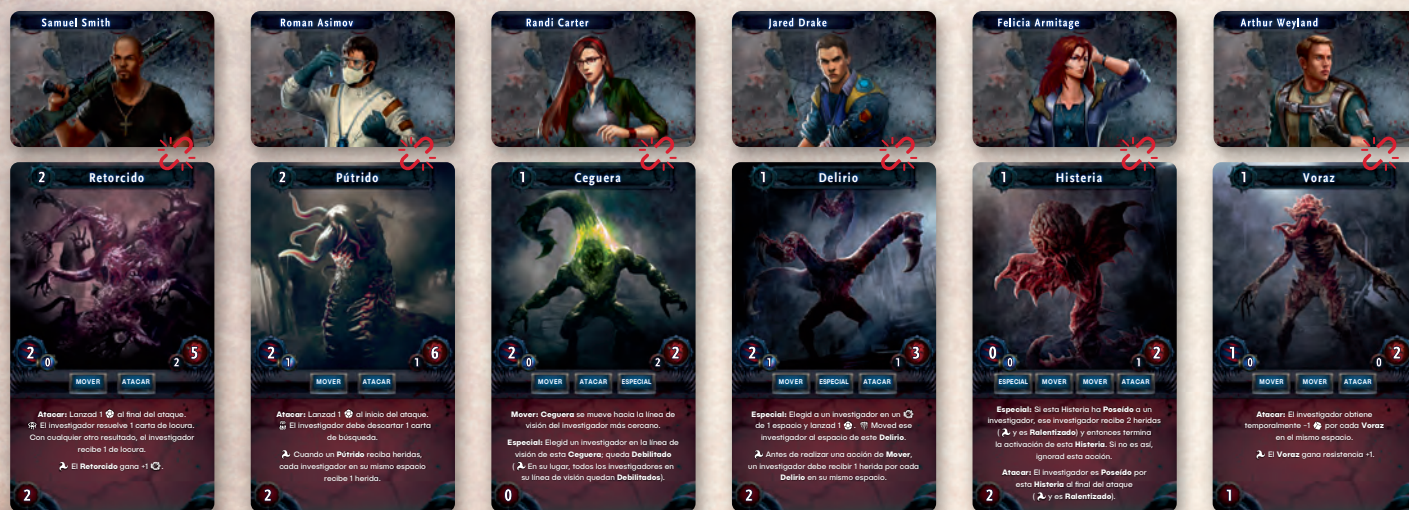 Samuel Smith
Roman Asimov
Randi Carter
Jared Drake
Felicia Armitage
Arthur Weyland
2 Retorcido
2 0 2 5
MOVER ATACAR
Atacar: Lanzad 1 al final del ataque.
El investigador resuelve 1 carta de locura.
Con cualquier otro resultado, el investigador
recibe 1 de locura.
El Retorcido gana +1
2
2 Pútrido
2 1 1 6
MOVER ATACAR
Atacar: Lanzad 1 al inicio del ataque.
El investigador debe descartar 1 carta
de búsqueda.
Cuando un Pútrido reciba heridas,
cada investigador en su mismo espacio
recibe 1 herida.
2
1 Ceguera
2 0 2 2
MOVER ATACAR ESPECIAL
Mover: Ceguera se mueve hacia la línea de
visión del investigador más cercano.
Especial: Elegid un investigador en la línea de
visión de esta Ceguera; queda Debilitado
( En su lugar, todos los investigadores en
su línea de visión quedan Debilitados).
0
1 Delirio
2 1 1 3
MOVER ESPECIAL ATACAR
Especial: Elegid a un investigador en un
de 1 espacio y lanzad 1 . Moved ese
investigador al espacio de este Delirio.
Antes de realizar una acción de Mover,
un investigador debe recibir 1 herida por cada
Delirio en su mismo espacio.
2
1 Histeria
0 0 1 2
ESPECIAL MOVER MOVER ATACAR
Especial: Si esta Histeria ha Poseído a un
investigador, ese investigador recibe 2 heridas
( y es Ralentizado) y entonces termina
la activación de esta Histeria. Si no es así,
ignorad esta acción.
Atacar: El investigador es Poseído por
esta Histeria al final del ataque
( y es Ralentizado).
2
1 Voraz
1 0 0 2
MOVER MOVER ATACAR
Atacar: El investigador obtiene
temporalmente -1 por cada Voraz
en el mismo espacio.
El Voraz gana resistencia +1.
1